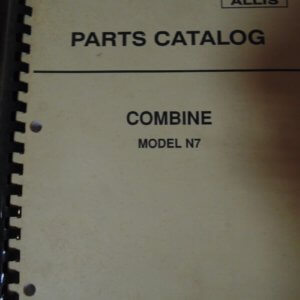 ALLIS
PARTS CATALOG
COMBINE
MODEL N7